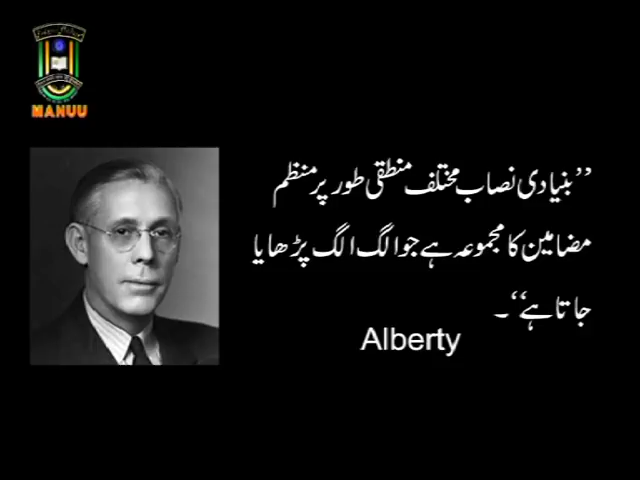 MANUU
’’بنیادی نصاب مختلف منطقی طور پر منظم
مضامین کا مجموعہ ہے جو الگ الگ پڑھایا
جاتا ہے‘‘۔
Alberty